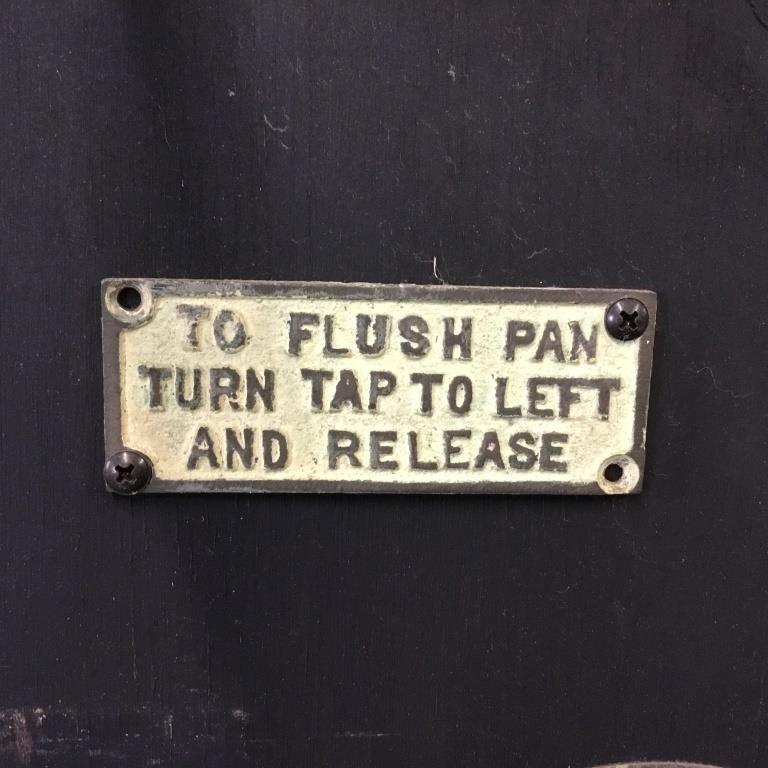 TO FLUSH PAN
TURN TAP TO LEFT
AND RELEASE